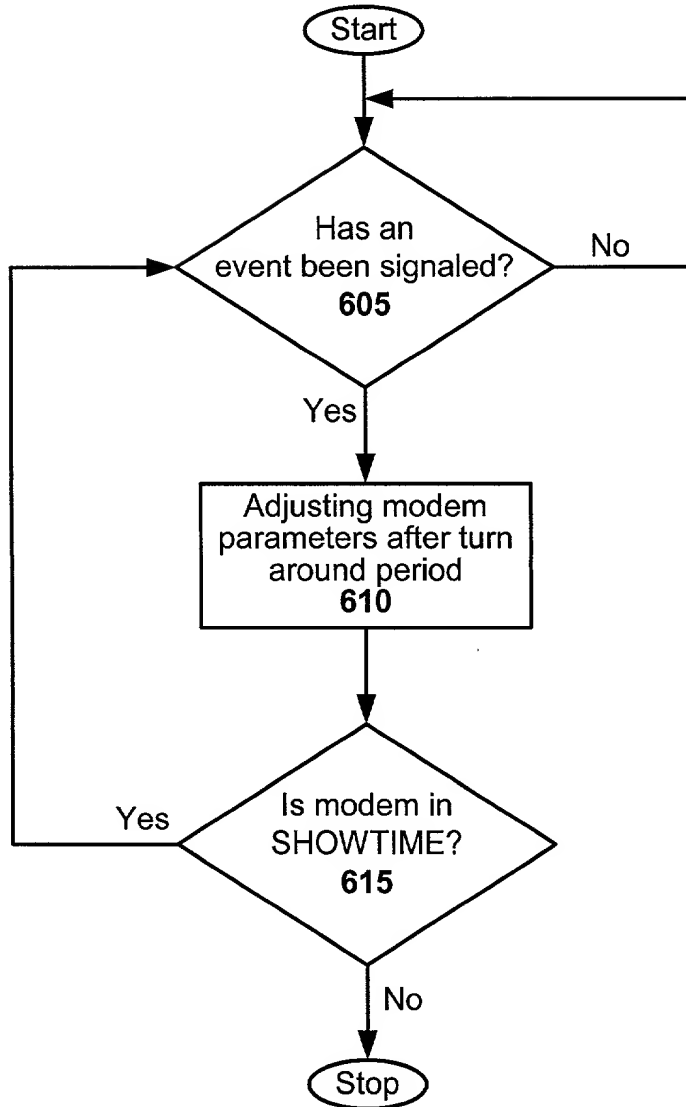 Start
Has an
event been signaled?
605
No
Yes
Adjusting modem
parameters after turn
around period
610
Is modem in
SHOWTIME?
615
Yes
No
Stop